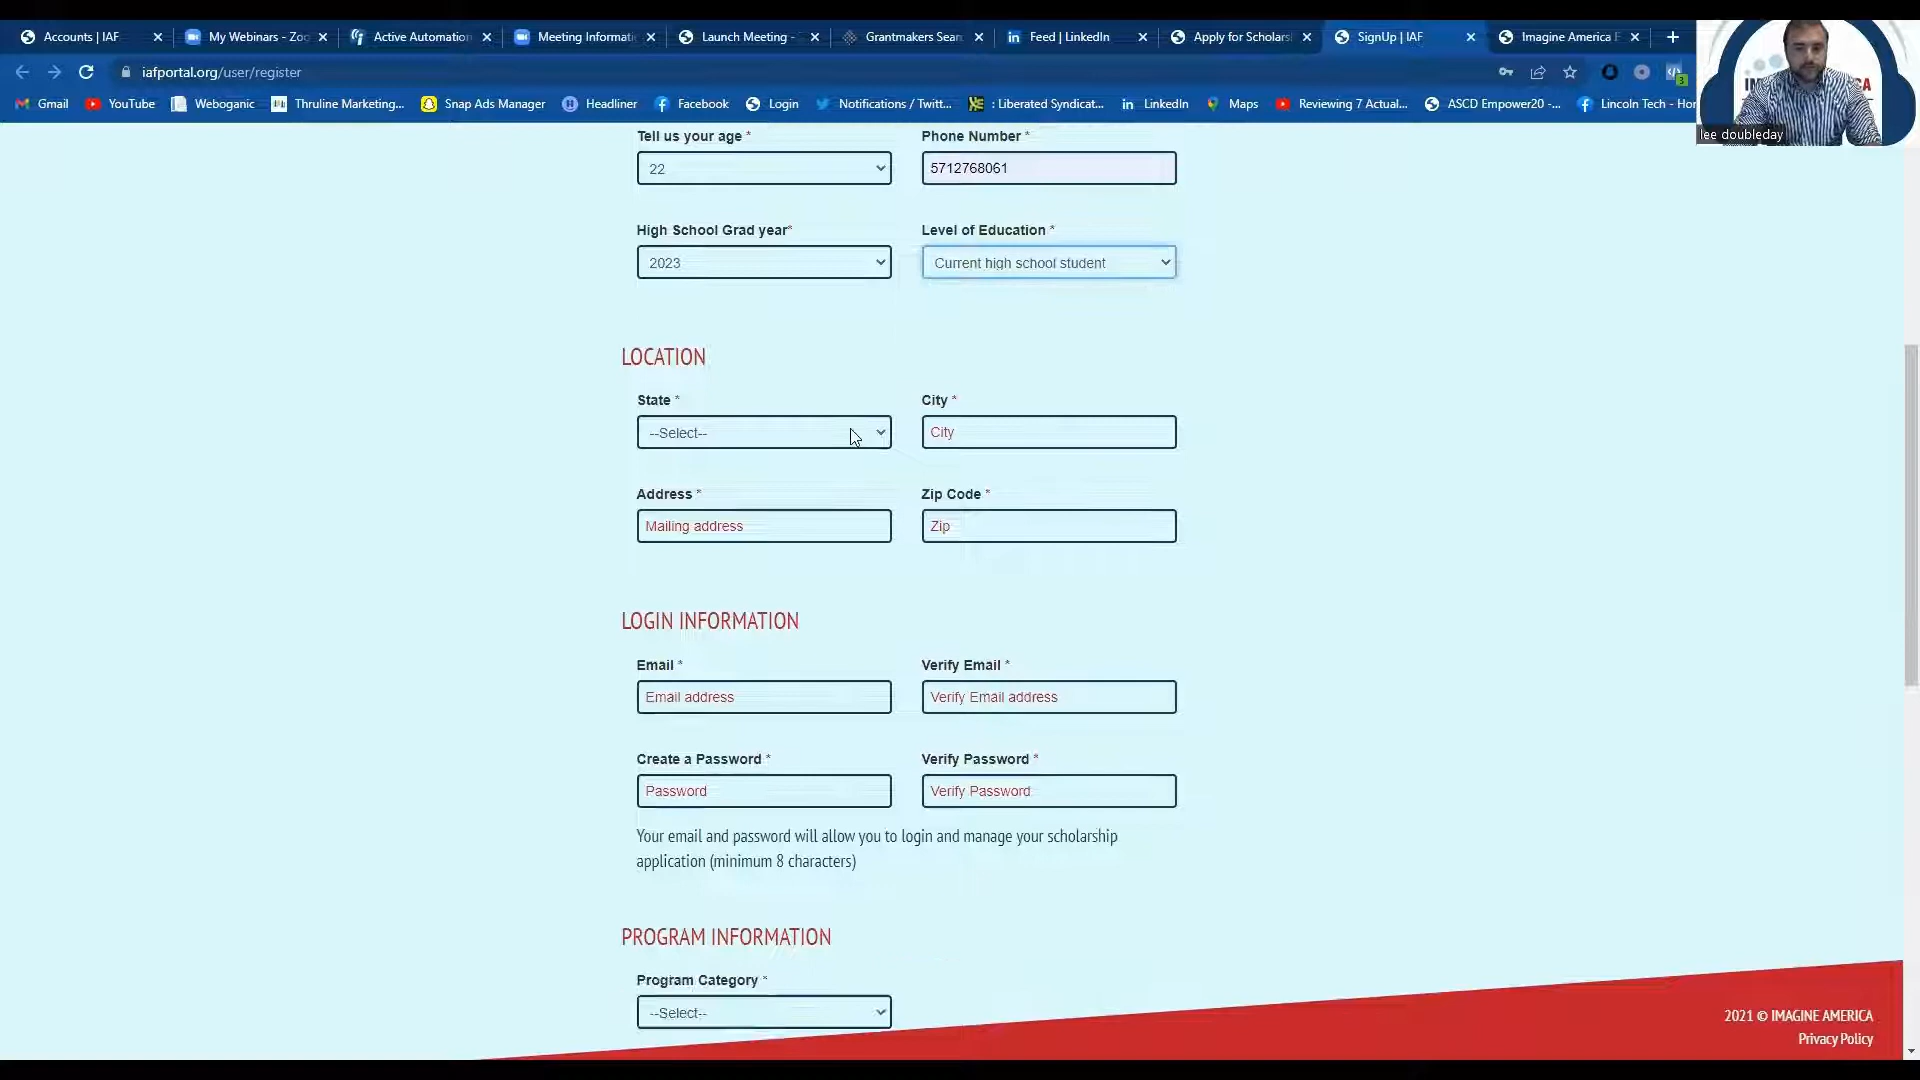 Accounts | IAF
My Webinars - Zoo
Active Automation
Meeting Informati
Launch Meeting -
Grantmakers Sear
Feed | LinkedIn
Apply for Scholars
SignUp | IAF
Imagine America F
iafportal.org/user/register
3
Gmail
YouTube
Weboganic
Thruline Marketing...
Snap Ads Manager
Headliner
Facebook
Login
Notifications / Twitt...
: Liberated Syndicat...
LinkedIn
Maps
Reviewing 7 Actual...
ASCD Empower20 -...
Lincoln Tech - Hor
lee doubleday
Tell us your age *
Phone Number *
22
5712768061
High School Grad year*
Level of Education *
2023
Current high school student
LOCATION
State *
City *
--Select--
City
Address *
Zip Code *
Mailing address
Zip
LOGIN INFORMATION
Email *
Verify Email *
Email address
Verify Email address
Create a Password *
Verify Password *
Password
Verify Password
Your email and password will allow you to login and manage your scholarship
application (minimum 8 characters)
PROGRAM INFORMATION
Program Category *
--Select--
2021 © IMAGINE AMERICA
Privacy Policy